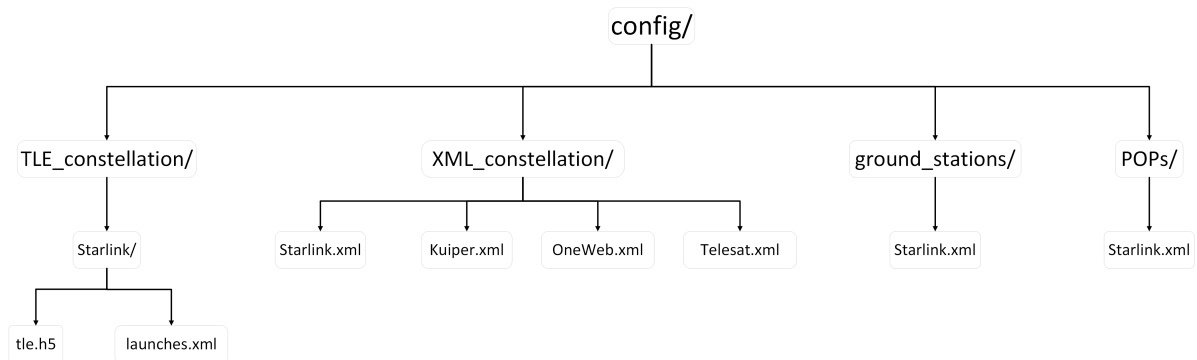 config/
TLE_constellation/
XML_constellation/
ground_stations/
POPs/
Starlink/
Starlink.xml
Kuiper.xml
OneWeb.xml
Telesat.xml
Starlink.xml
Starlink.xml
tle.h5
launches.xml